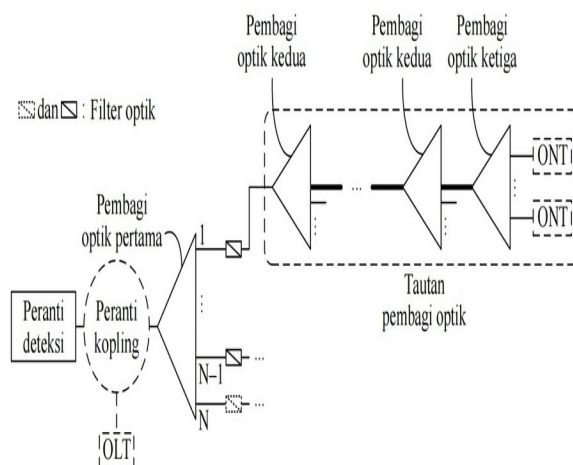 Pembagi
optik kedua
Pembagi
optik kedua
Pembagi
optik ketiga
dan : Filter optik
ONT
ONT
Pembagi
optik pertama
1
Tautan
pembagi optik
Peranti
deteksi
Peranti
kopling
N–1
N
OLT